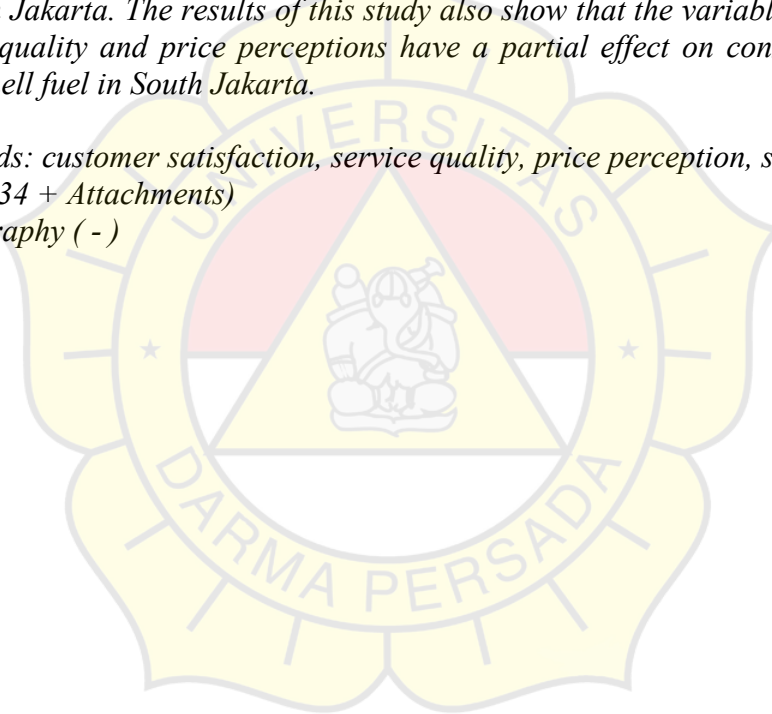 Jakarta. The results of this study also show that the variabl
quality and price perceptions have a partial effect on con
ell fuel in South Jakarta.
ds: customer satisfaction, service quality, price perception, s
34 + Attachments)
raphy ( - )
UNIVERSITAS
DARMA PERSADA